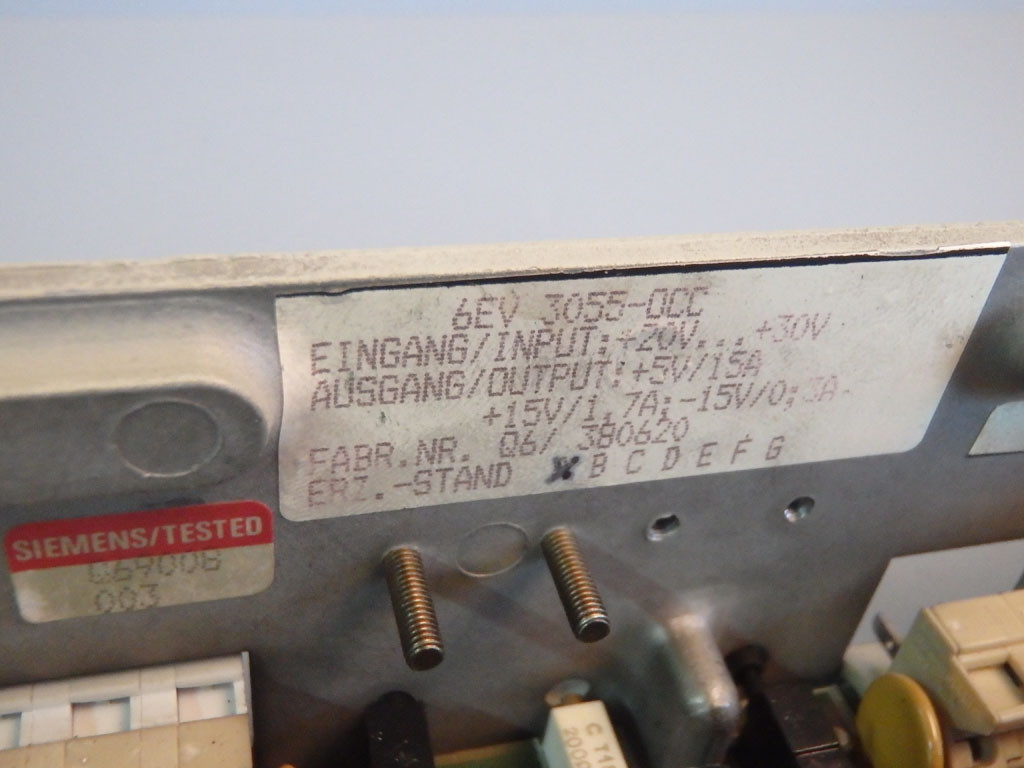 6EV 3055-0CC
EINGANG/INPUT:+20V...+30V
AUSGANG/OUTPUT:+5V/15A
+15V/1,7A;-15V/0;3A.
FABR.NR. Q6/ 380620
ERZ.-STAND B C D E F G
SIEMENS/TESTED
Q69008
003
C